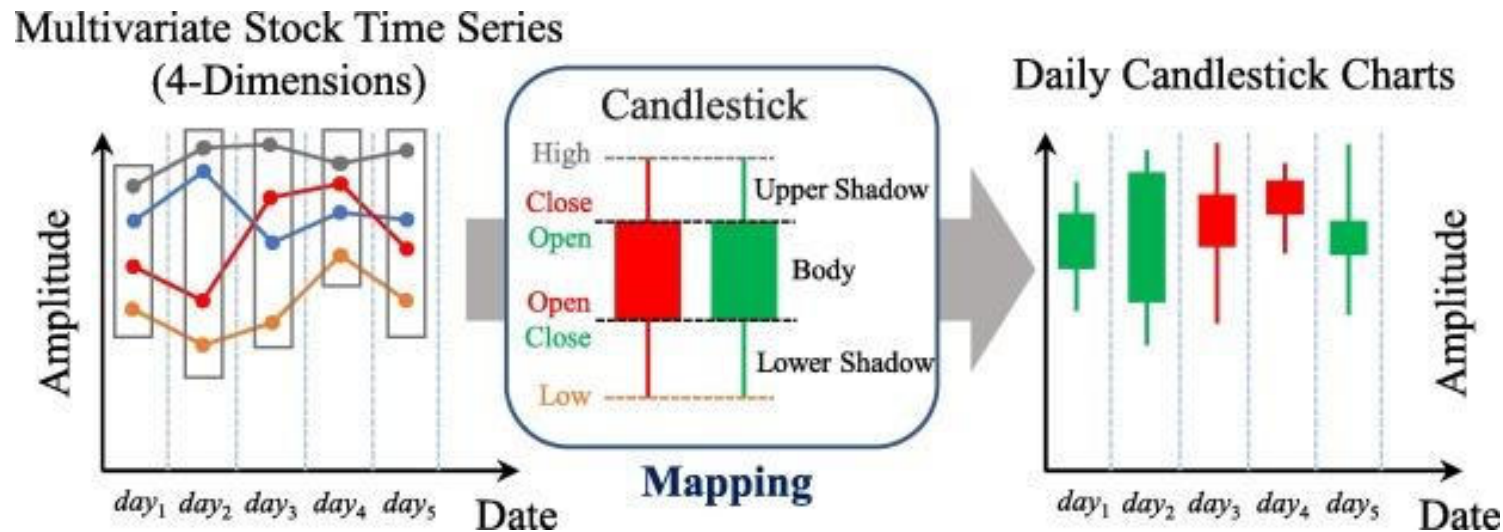 Multivariate Stock Time Series
(4-Dimensions)
Amplitude
day1 day2 day3 day4 day5
Date
Candlestick
High
Close
Open
Open
Close
Low
Upper Shadow
Body
Lower Shadow
Mapping
Daily Candlestick Charts
Amplitude
day1 day2 day3 day4 day5
Date